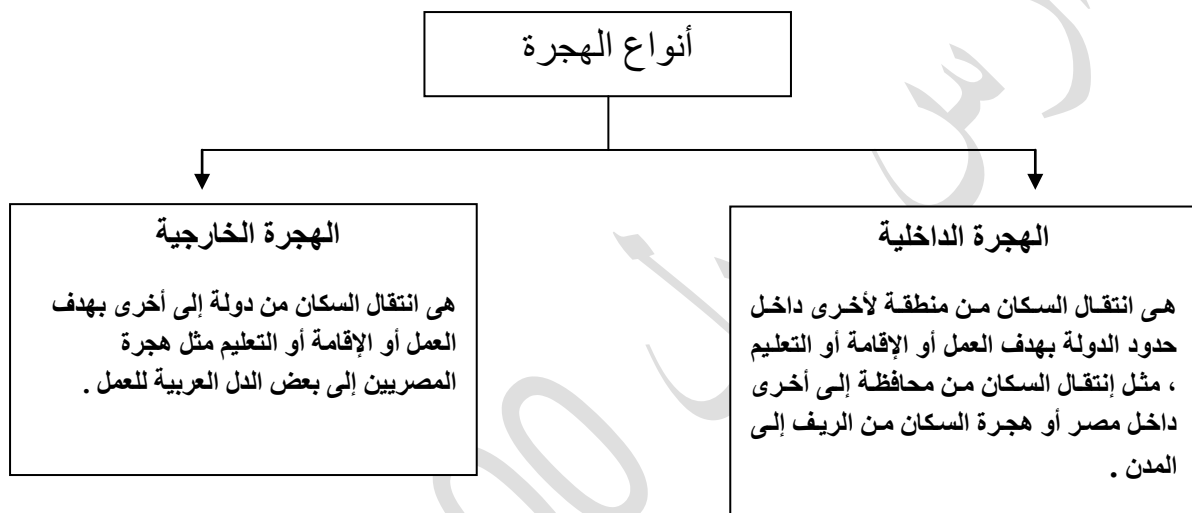 أنواع الهجرة
الهجرة الداخلية
هى انتقال السكان من منطقة لأخرى داخل
حدود الدولة بهدف العمل أو الإقامة أو التعليم
، مثل إنتقال السكان من محافظة إلى أخرى
داخل مصر أو هجرة السكان من الريف إلى
المدن .
الهجرة الخارجية
هى انتقال السكان من دولة إلى أخرى بهدف
العمل أو الإقامة أو التعليم مثل هجرة
المصريين إلى بعض الدل العربية للعمل .